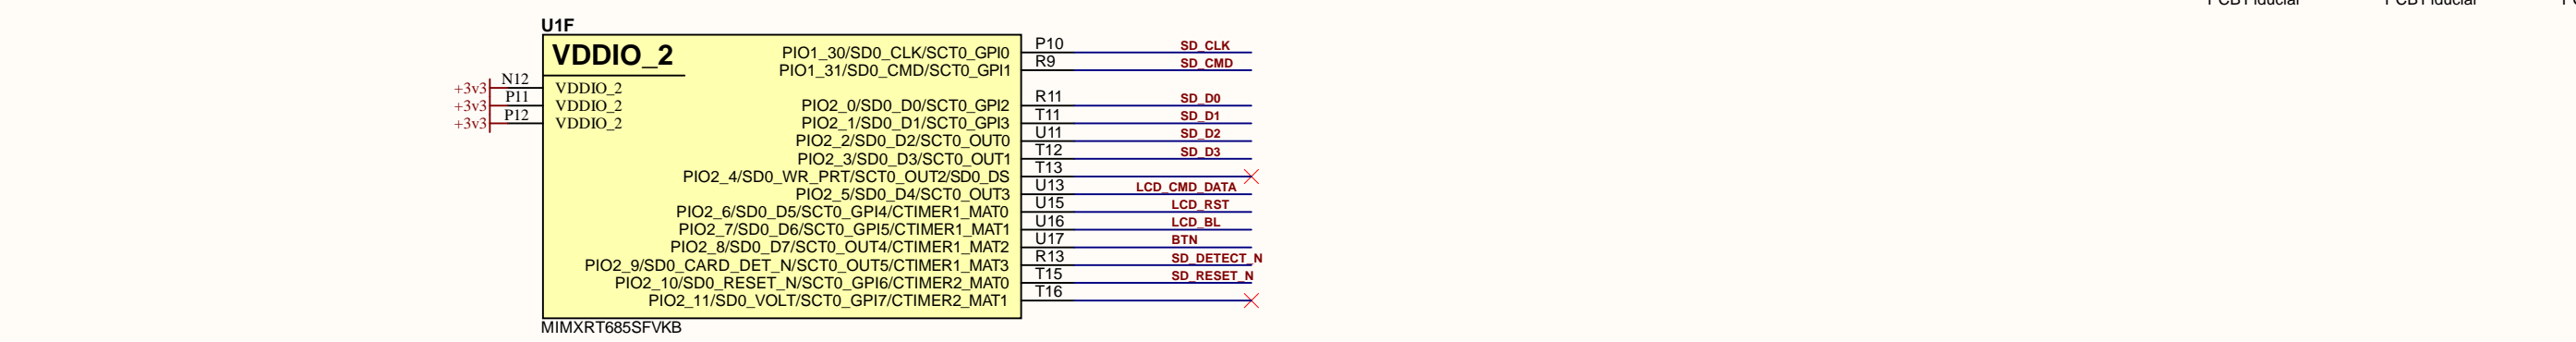 PCB Fiducial PCB Fiducial
U1F
VDDIO_2
PIO1_30/SD0_CLK/SCT0_GPI0 P10 SD_CLK
PIO1_31/SD0_CMD/SCT0_GPI1 R9 SD_CMD
+3v3 N12 VDDIO_2
+3v3 P11 VDDIO_2 PIO2_0/SD0_D0/SCT0_GPI2 R11 SD_D0
+3v3 P12 VDDIO_2 PIO2_1/SD0_D1/SCT0_GPI3 T11 SD_D1
PIO2_2/SD0_D2/SCT0_OUT0 U11 SD_D2
PIO2_3/SD0_D3/SCT0_OUT1 T12 SD_D3
PIO2_4/SD0_WR_PRT/SCT0_OUT2/SD0_DS T13
PIO2_5/SD0_D4/SCT0_OUT3 U13 LCD_CMD_DATA
PIO2_6/SD0_D5/SCT0_GPI4/CTIMER1_MAT0 U15 LCD_RST
PIO2_7/SD0_D6/SCT0_GPI5/CTIMER1_MAT1 U16 LCD_BL
PIO2_8/SD0_D7/SCT0_OUT4/CTIMER1_MAT2 U17 BTN
PIO2_9/SD0_CARD_DET_N/SCT0_OUT5/CTIMER1_MAT3 R13 SD_DETECT_N
PIO2_10/SD0_RESET_N/SCT0_GPI6/CTIMER2_MAT0 T15 SD_RESET_N
PIO2_11/SD0_VOLT/SCT0_GPI7/CTIMER2_MAT1 T16
MIMXRT685SFVKB